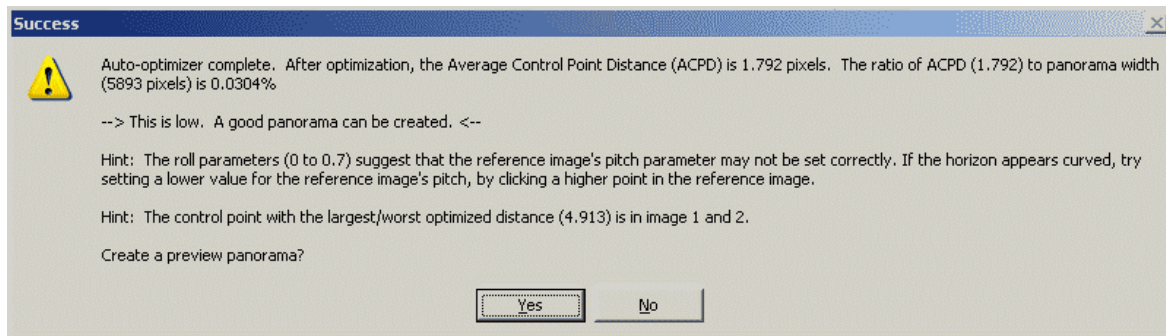 Success
Auto-optimizer complete. After optimization, the Average Control Point Distance (ACPD) is 1.792 pixels. The ratio of ACPD (1.792) to panorama width
(5893 pixels) is 0.0304%
--> This is low. A good panorama can be created. <--
Hint: The roll parameters (0 to 0.7) suggest that the reference image's pitch parameter may not be set correctly. If the horizon appears curved, try
setting a lower value for the reference image's pitch, by clicking a higher point in the reference image.
Hint: The control point with the largest/worst optimized distance (4.913) is in image 1 and 2.
Create a preview panorama?
Yes No